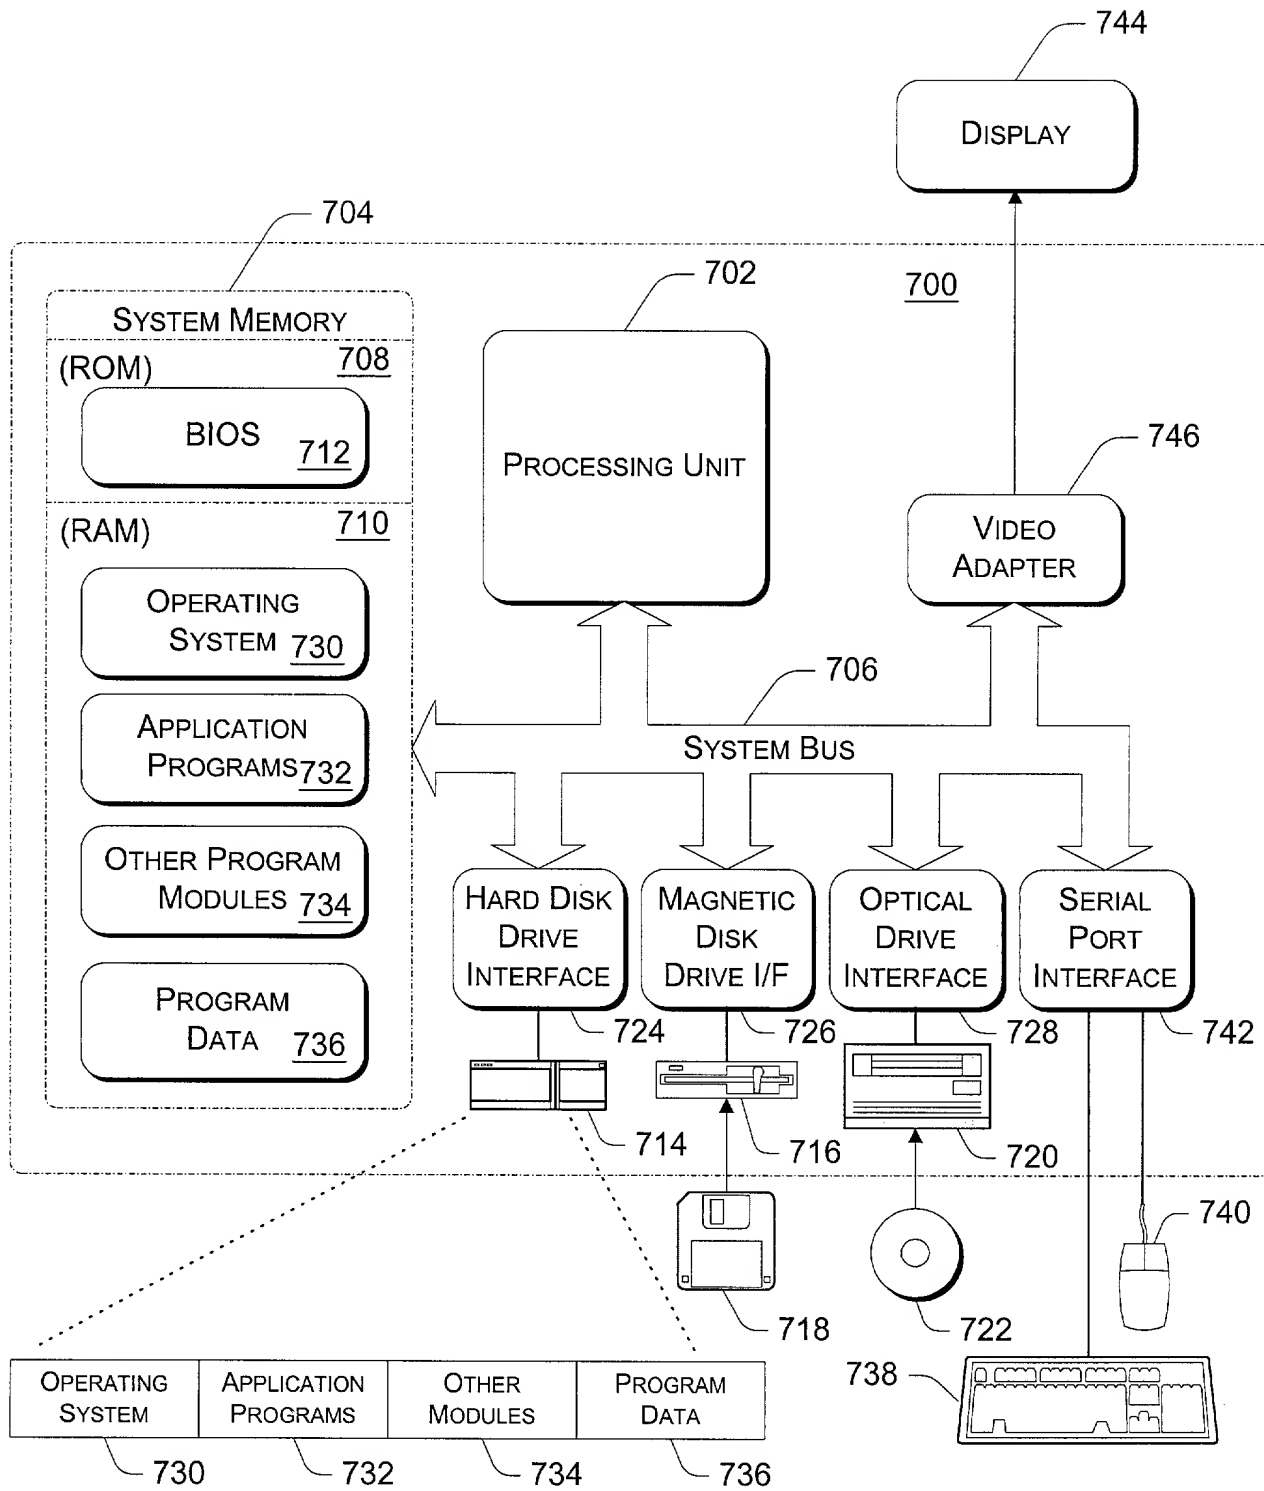 744
DISPLAY
704
702
700
SYSTEM MEMORY
(ROM)
708
BIOS
712
PROCESSING UNIT
746
VIDEO
ADAPTER
(RAM)
710
OPERATING
SYSTEM
730
706
SYSTEM BUS
APPLICATION
PROGRAMS
732
OTHER PROGRAM
MODULES
734
PROGRAM
DATA
736
HARD DISK
DRIVE
INTERFACE
MAGNETIC
DISK
DRIVE I/F
OPTICAL
DRIVE
INTERFACE
SERIAL
PORT
INTERFACE
724
726
728
742
714
716
720
718
722
740
738
OPERATING
SYSTEM
APPLICATION
PROGRAMS
OTHER
MODULES
PROGRAM
DATA
730
732
734
736